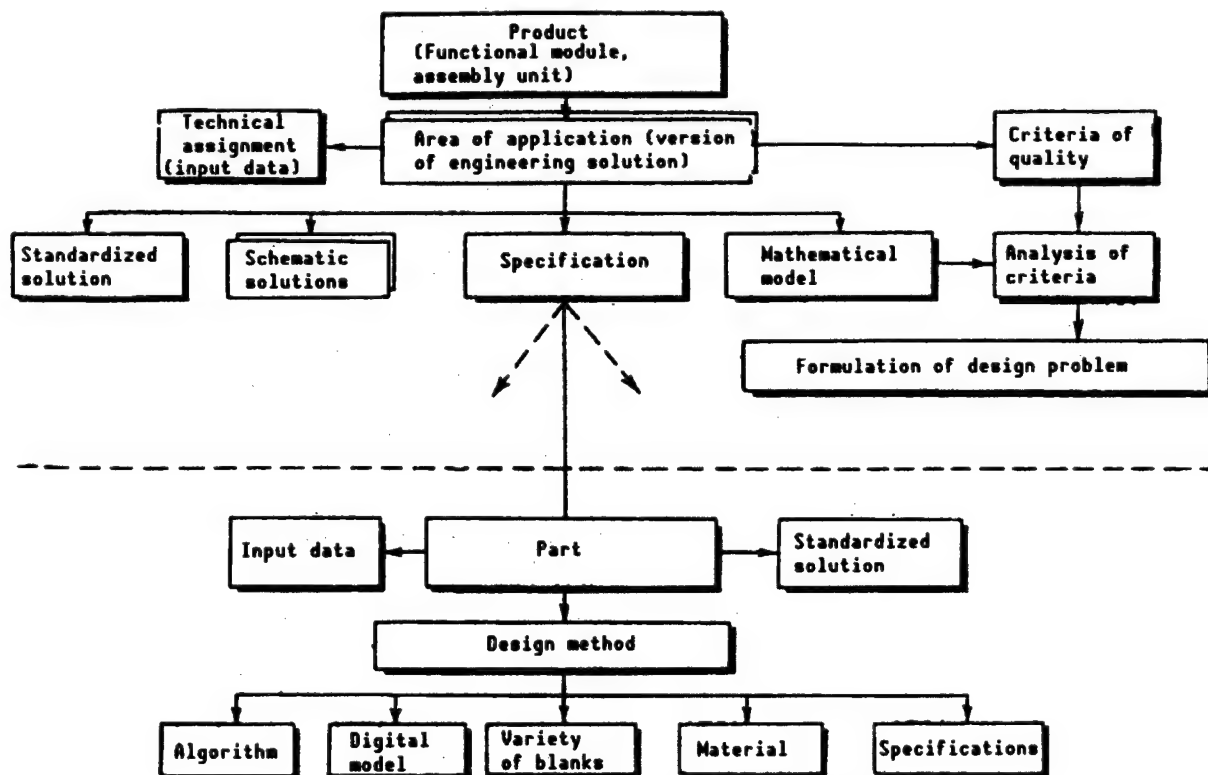 Product
(Functional module,
assembly unit)
Technical
assignment
(input data)
Area of application (version
of engineering solution)
Criteria of
quality
Standardized
solution
Schematic
solutions
Specification
Mathematical
model
Analysis of
criteria
Formulation of design problem
Input data
Part
Standardized
solution
Design method
Algorithm
Digital
model
Variety
of blanks
Material
Specifications